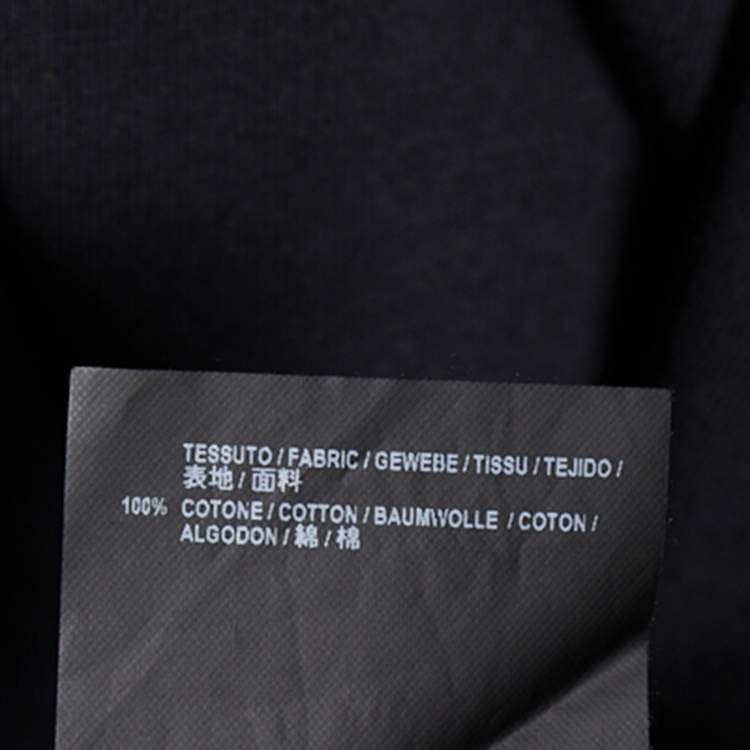 TESSUTO / FABRIC / GEWEBE / TISSU / TEJIDO /
表地 / 面料
100% COTONE / COTTON / BAUMWOLLE / COTON /
ALGODON / 綿 / 棉